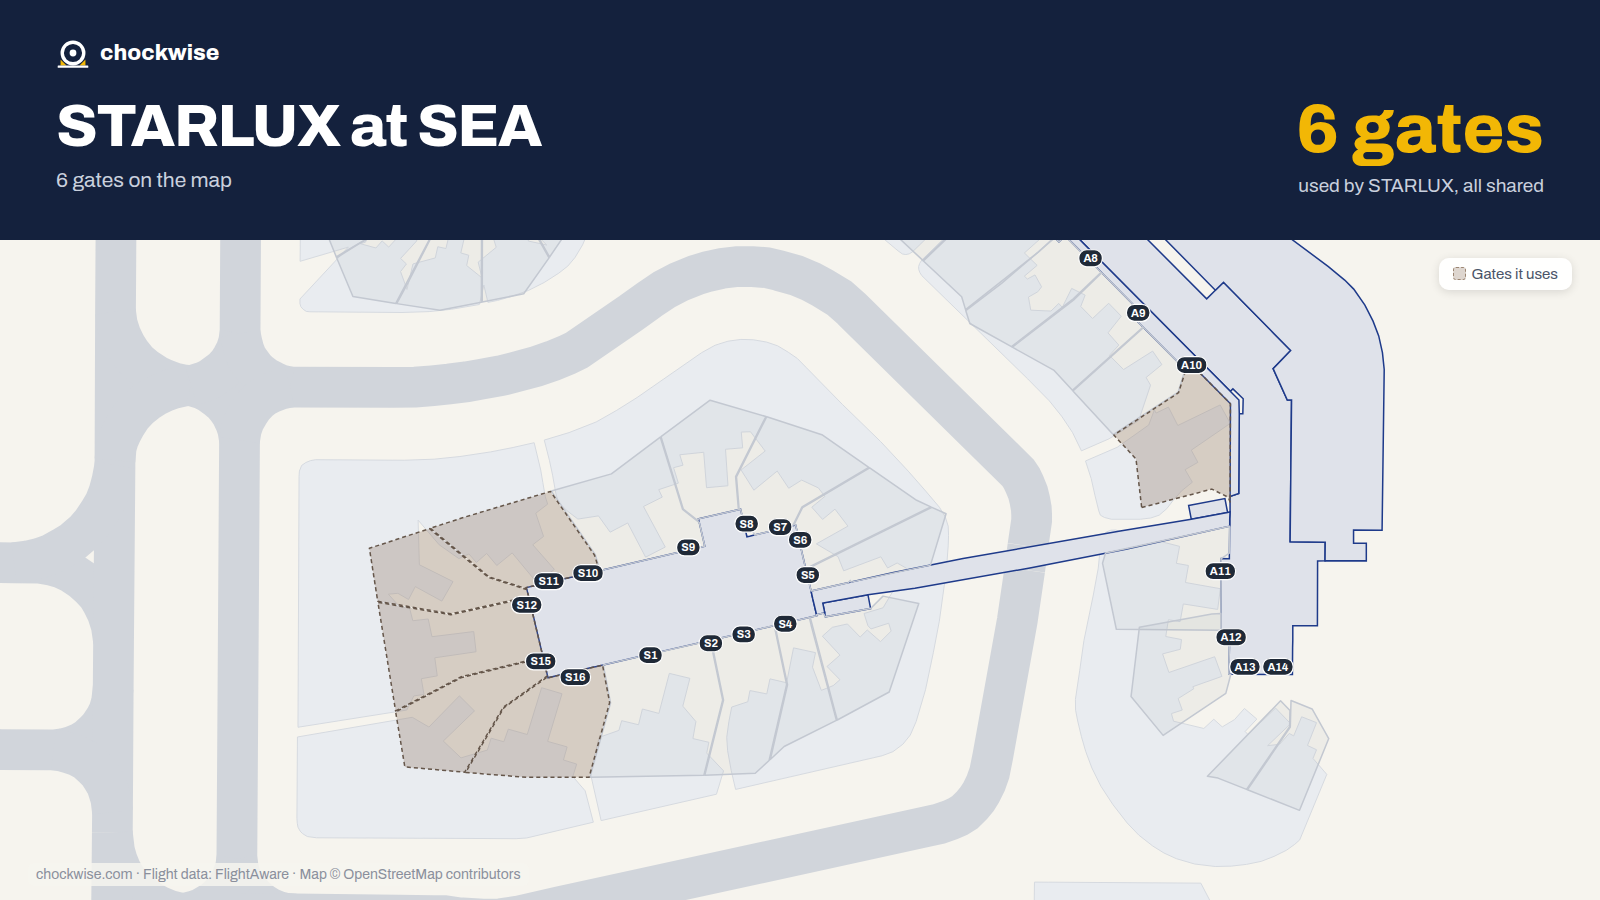 chockwise
STARLUX at SEA
6 gates on the map
6 gates
used by STARLUX, all shared
Gates it uses
A8
A9
A10
S8
S7
S6
S9
S5
S10
S11
S12
A11
S4
S3
S2
S1
A12
S15
S16
A13
A14
chockwise.com · Flight data: FlightAware · Map © OpenStreetMap contributors